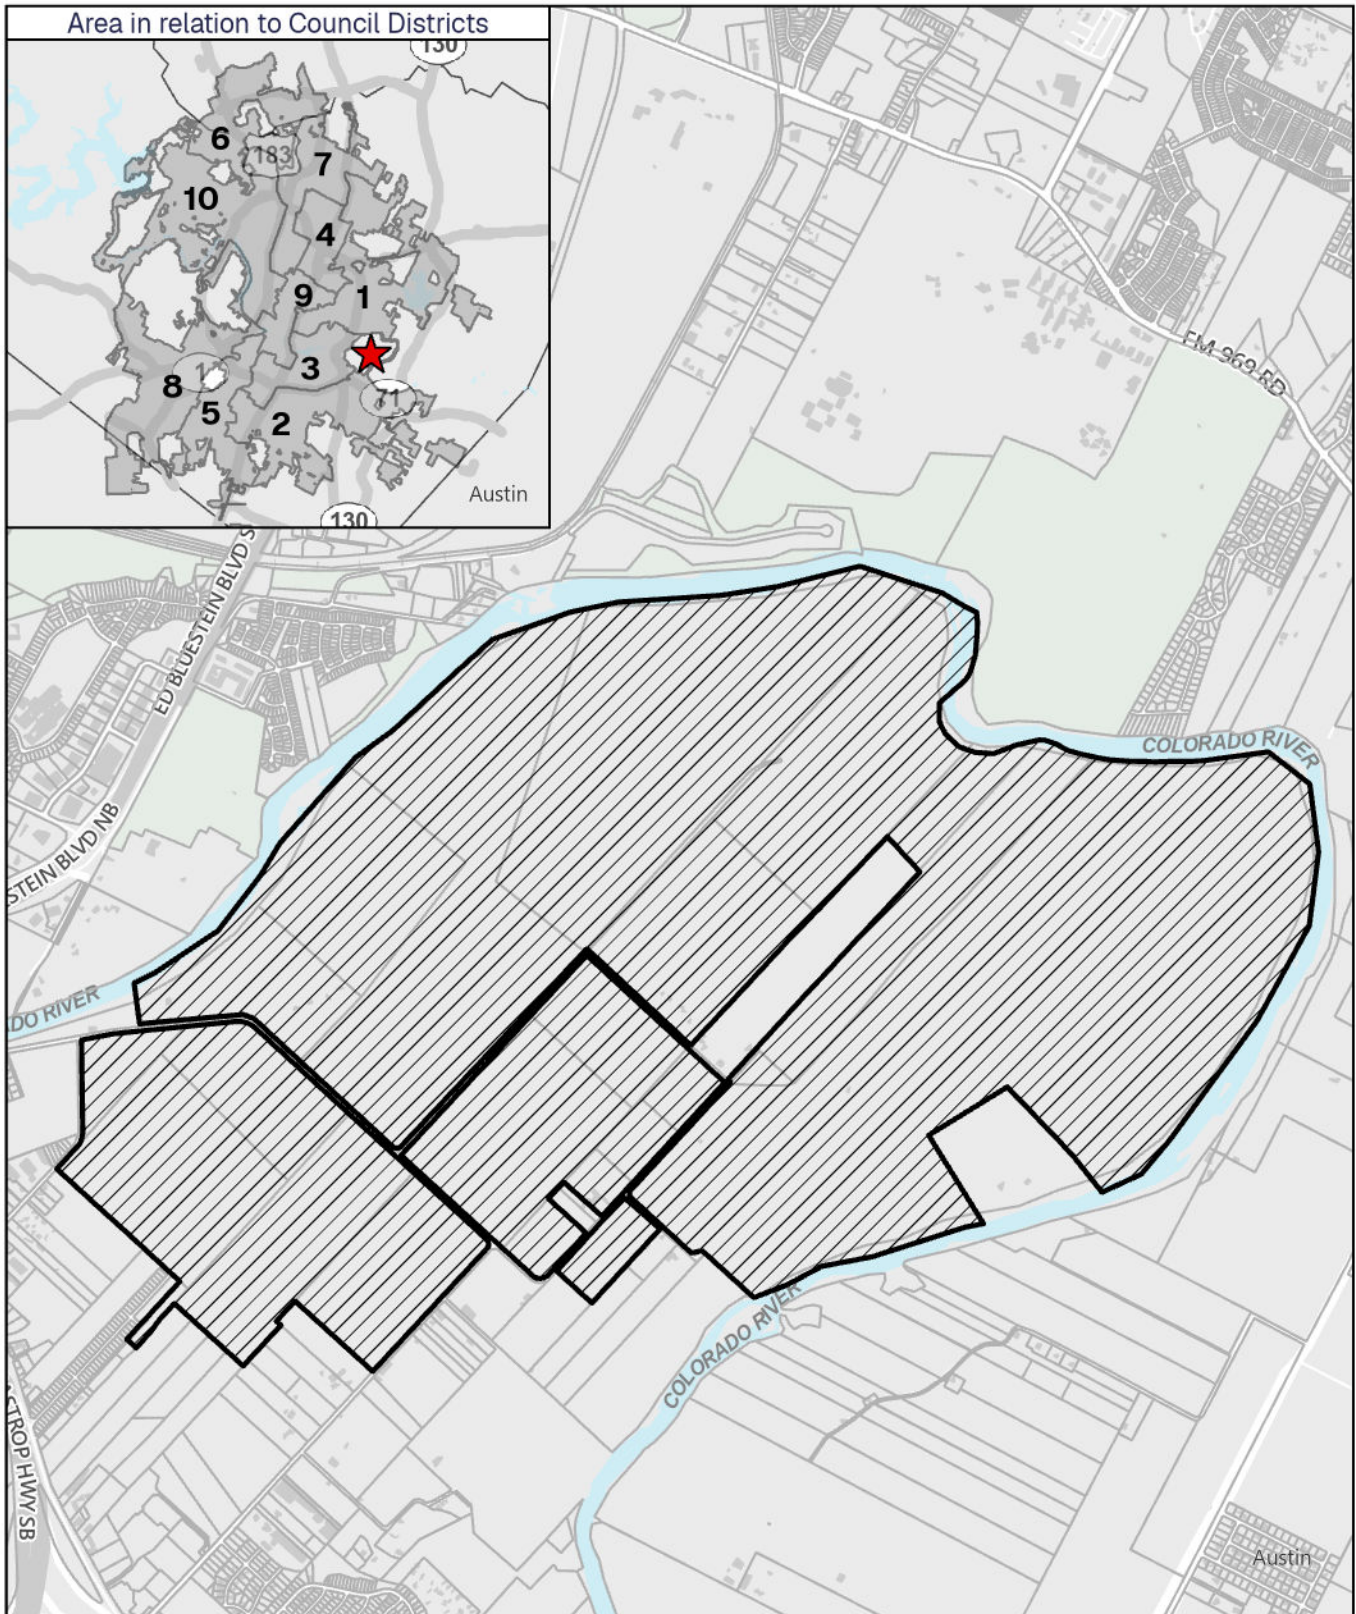 Area in relation to Council Districts
130
6
183
7
10
4
9
1
3
8
1
71
5
2
Austin
130
FM 969 RD
ED BLUESTEIN BLVD S
STEIN BLVD NB
COLORADO RIVER
DO RIVER
COLORADO RIVER
ASTROP HWY SB
Austin